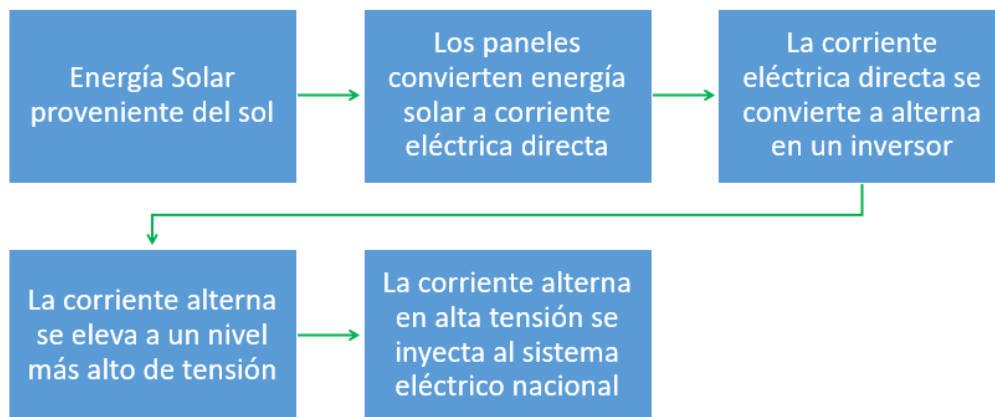 Energía Solar
proveniente del sol
Los paneles
convierten energía
solar a corriente
eléctrica directa
La corriente
eléctrica directa se
convierte a alterna
en un inversor
La corriente alterna
se eleva a un nivel
más alto de tensión
La corriente alterna
en alta tensión se
inyecta al sistema
eléctrico nacional